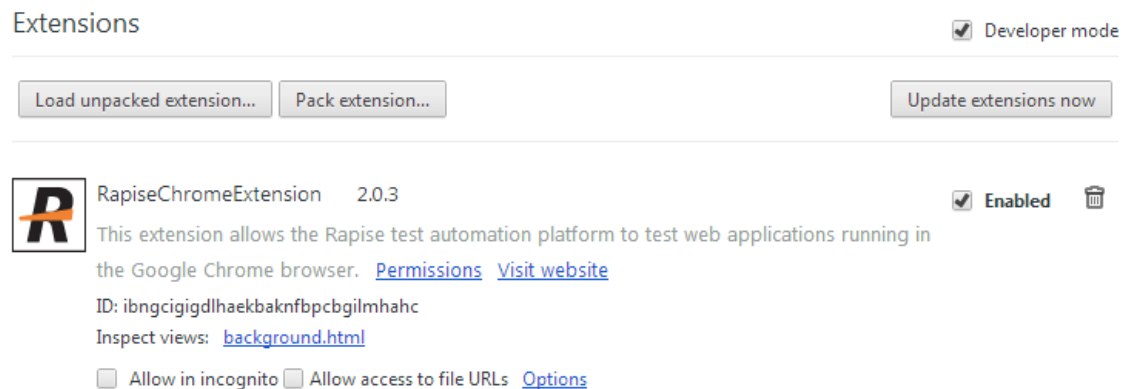 Extensions
Developer mode
Load unpacked extension... Pack extension... Update extensions now
R
RapiseChromeExtension 2.0.3
Enabled
This extension allows the Rapise test automation platform to test web applications running in
the Google Chrome browser. Permissions Visit website
ID: ibngcigigdlhaekbaknfbpcbgilmhahc
Inspect views: background.html
Allow in incognito Allow access to file URLs Options